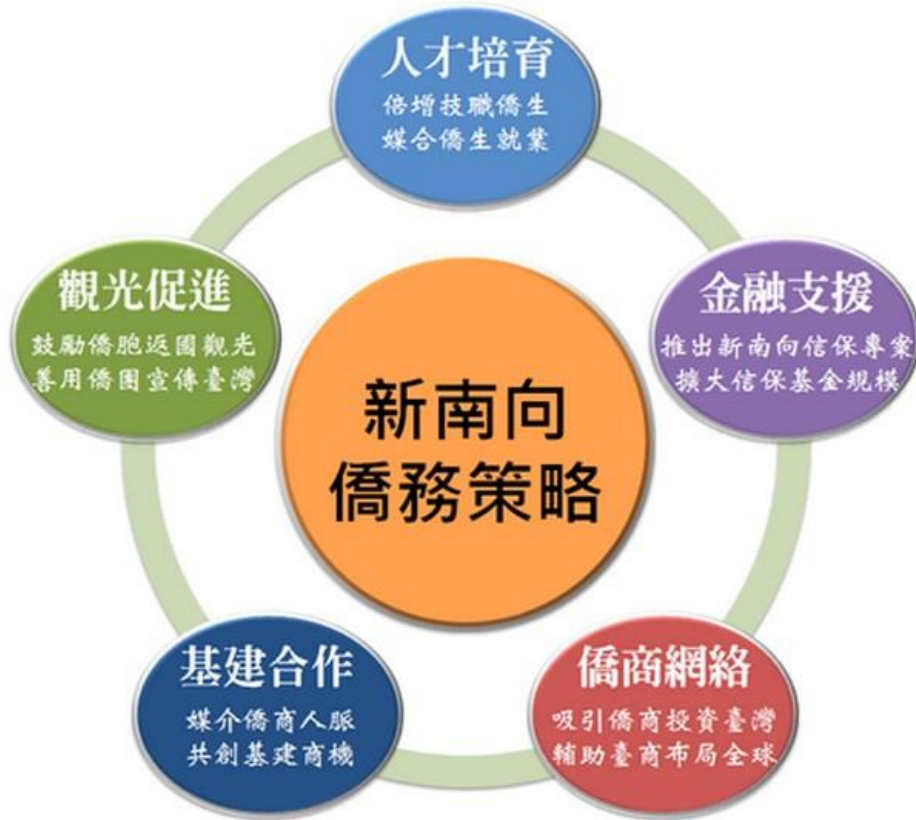 人才培育
倍增技職僑生
媒合僑生就業
觀光促進
鼓勵僑胞返國觀光
善用僑團宣傳臺灣
金融支援
推出新南向信保專案
擴大信保基金規模
新南向
僑務策略
基建合作
媒介僑商人脈
共創基建商機
僑商網絡
吸引僑商投資臺灣
輔助臺商布局全球